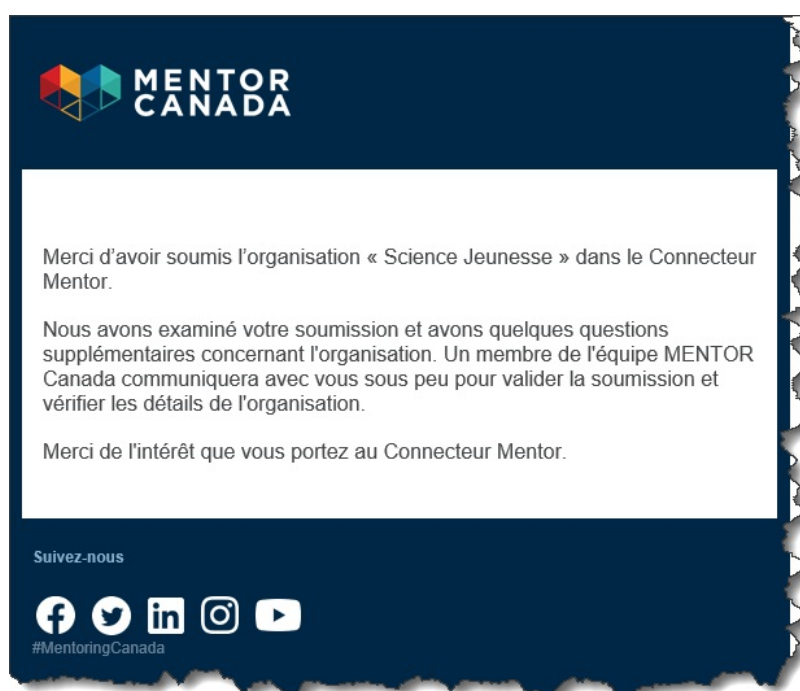 MENTOR
CANADA
Merci d’avoir soumis l’organisation « Science Jeunesse » dans le Connecteur
Mentor.
Nous avons examiné votre soumission et avons quelques questions
supplémentaires concernant l'organisation. Un membre de l'équipe MENTOR
Canada communiquera avec vous sous peu pour valider la soumission et
vérifier les détails de l'organisation.
Merci de l'intérêt que vous portez au Connecteur Mentor.
Suivez-nous
#MentoringCanada